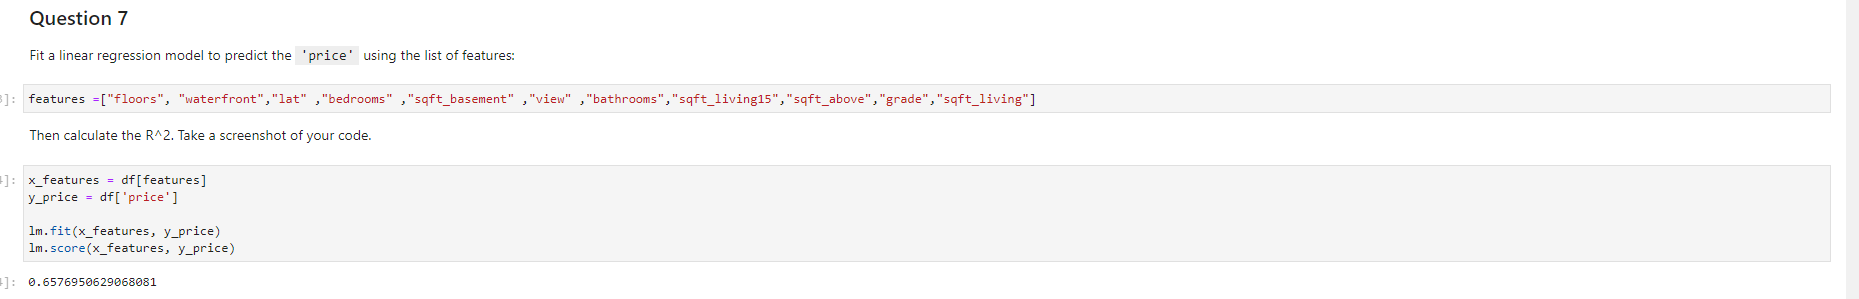 Question 7
Fit a linear regression model to predict the 'price' using the list of features:
]: features =["floors", "waterfront","lat" ,"bedrooms" ,"sqft_basement" ,"view" ,"bathrooms","sqft_living15","sqft_above","grade","sqft_living"]
Then calculate the R^2. Take a screenshot of your code.
]: x_features = df[features]
y_price = df['price']
lm.fit(x_features, y_price)
lm.score(x_features, y_price)
]: 0.6576950629068081